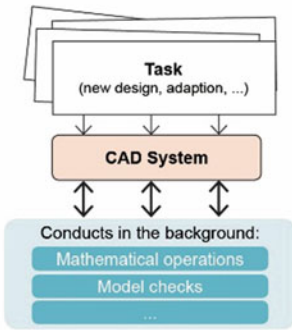 Task
(new design, adaption, ...)
CAD System
Conducts in the background:
Mathematical operations
Model checks
...